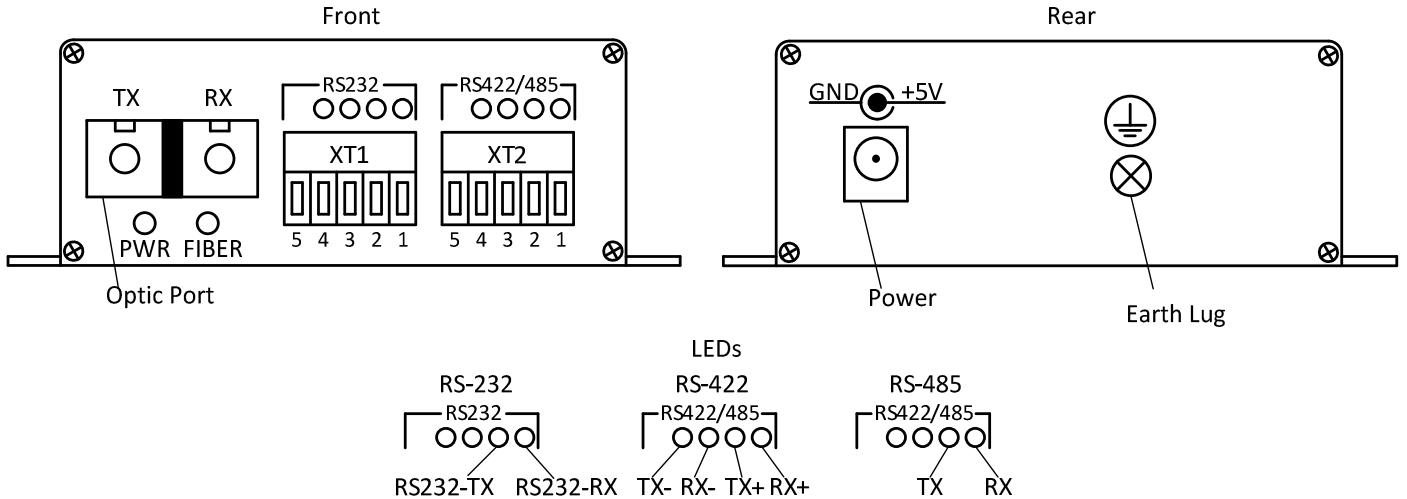 Front
Rear
RS232
RS422/485
TX
RX
GND
+5V
XT1
XT2
5 4 3 2 1
5 4 3 2 1
PWR
FIBER
Optic Port
Power
Earth Lug
LEDs
RS-232
RS-422
RS-485
RS232
RS422/485
RS422/485
RS232-TX
RS232-RX
TX-
RX-
TX+
RX+
TX
RX